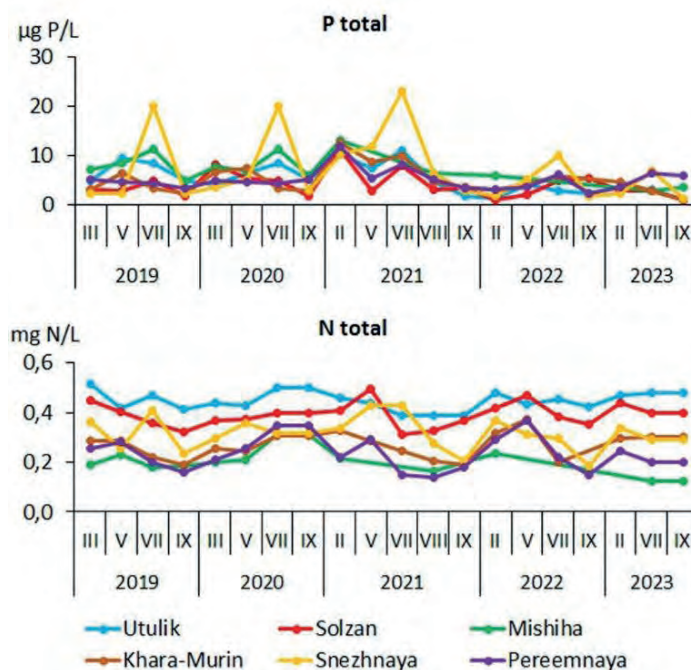 µg P/L
P total
30
20
10
0
III V VII IX III V VII IX II V VII VIII IX II V VII IX II VII IX
2019 2020 2021 2022 2023
N total
mg N/L
0,6
0,4
0,2
0,0
III V VII IX III V VII IX II V VII VIII IX II V VII IX II VII IX
2019 2020 2021 2022 2023
Utulik Solzan Mishiha
Khara-Murin Snezhnaya Pereemnaya